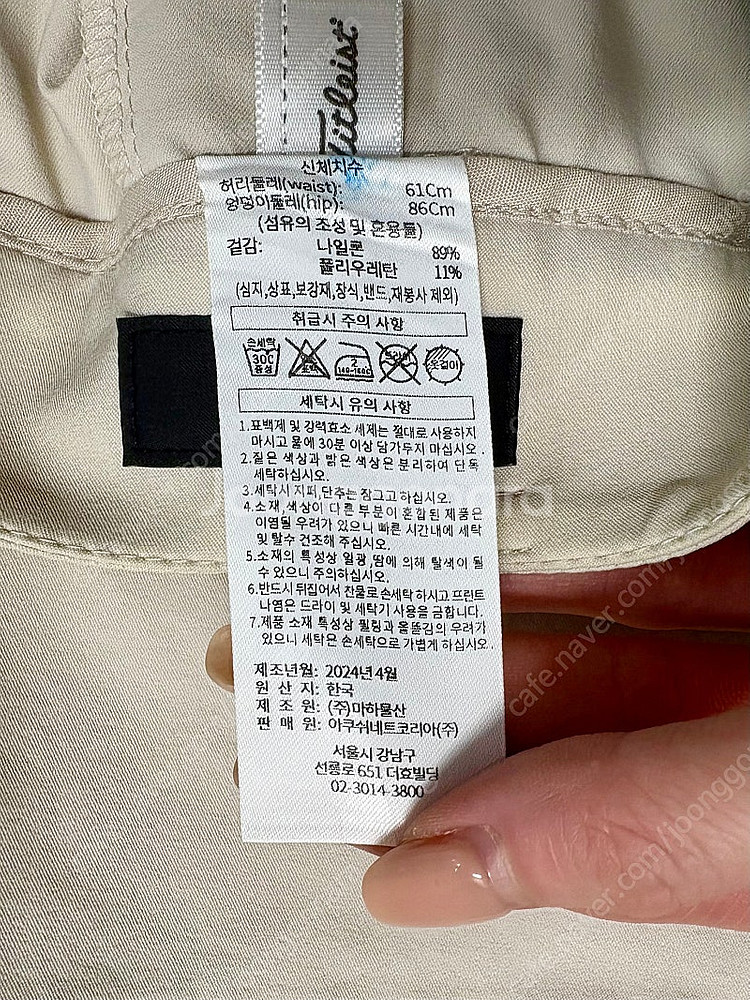 Titleist
신체치수
허리둘레(waist): 61Cm
엉덩이둘레(hip): 86Cm
(섬유의 조성 및 혼용률)
겉감: 나일론 89%
폴리우레탄 11%
(심지,상표,보강재,장식,밴드,재봉사 제외)
취급시 주의 사항
손세탁 30℃ 중성
표백
2 140~160℃
드라이
옷걸이
세탁시 유의 사항
1.표백제 및 강력효소 세제는 절대로 사용하지
마시고 물에 30분 이상 담가두지 마십시오.
2.짙은 색상과 밝은 색상은 분리하여 단독
세탁하십시오.
3.세탁시 지퍼,단추는 잠그고 하십시오.
4.소재,색상이 다른 부분이 혼합된 제품은
이염될 우려가 있으니 빠른 시간내에 세탁
및 탈수 건조해 주십시오.
5.소재의 특성상 일광,땀에 의해 탈색이 될
수 있으니 주의하십시오.
6.반드시 뒤집어서 찬물로 손세탁 하시고 프린트
나염은 드라이 및 세탁기 사용을 금합니다.
7.제품 소재 특성상 필링과 올뜯김의 우려가
있으니 세탁은 손세탁으로 가볍게 하십시오.
제조년월: 2024년 4월
원 산 지: 한국
제 조 원: (주)마하물산
판 매 원: 아쿠쉬네트코리아(주)
서울시 강남구
선릉로 651 더효빌딩
02-3014-3800
cafe.naver.com/joonggo